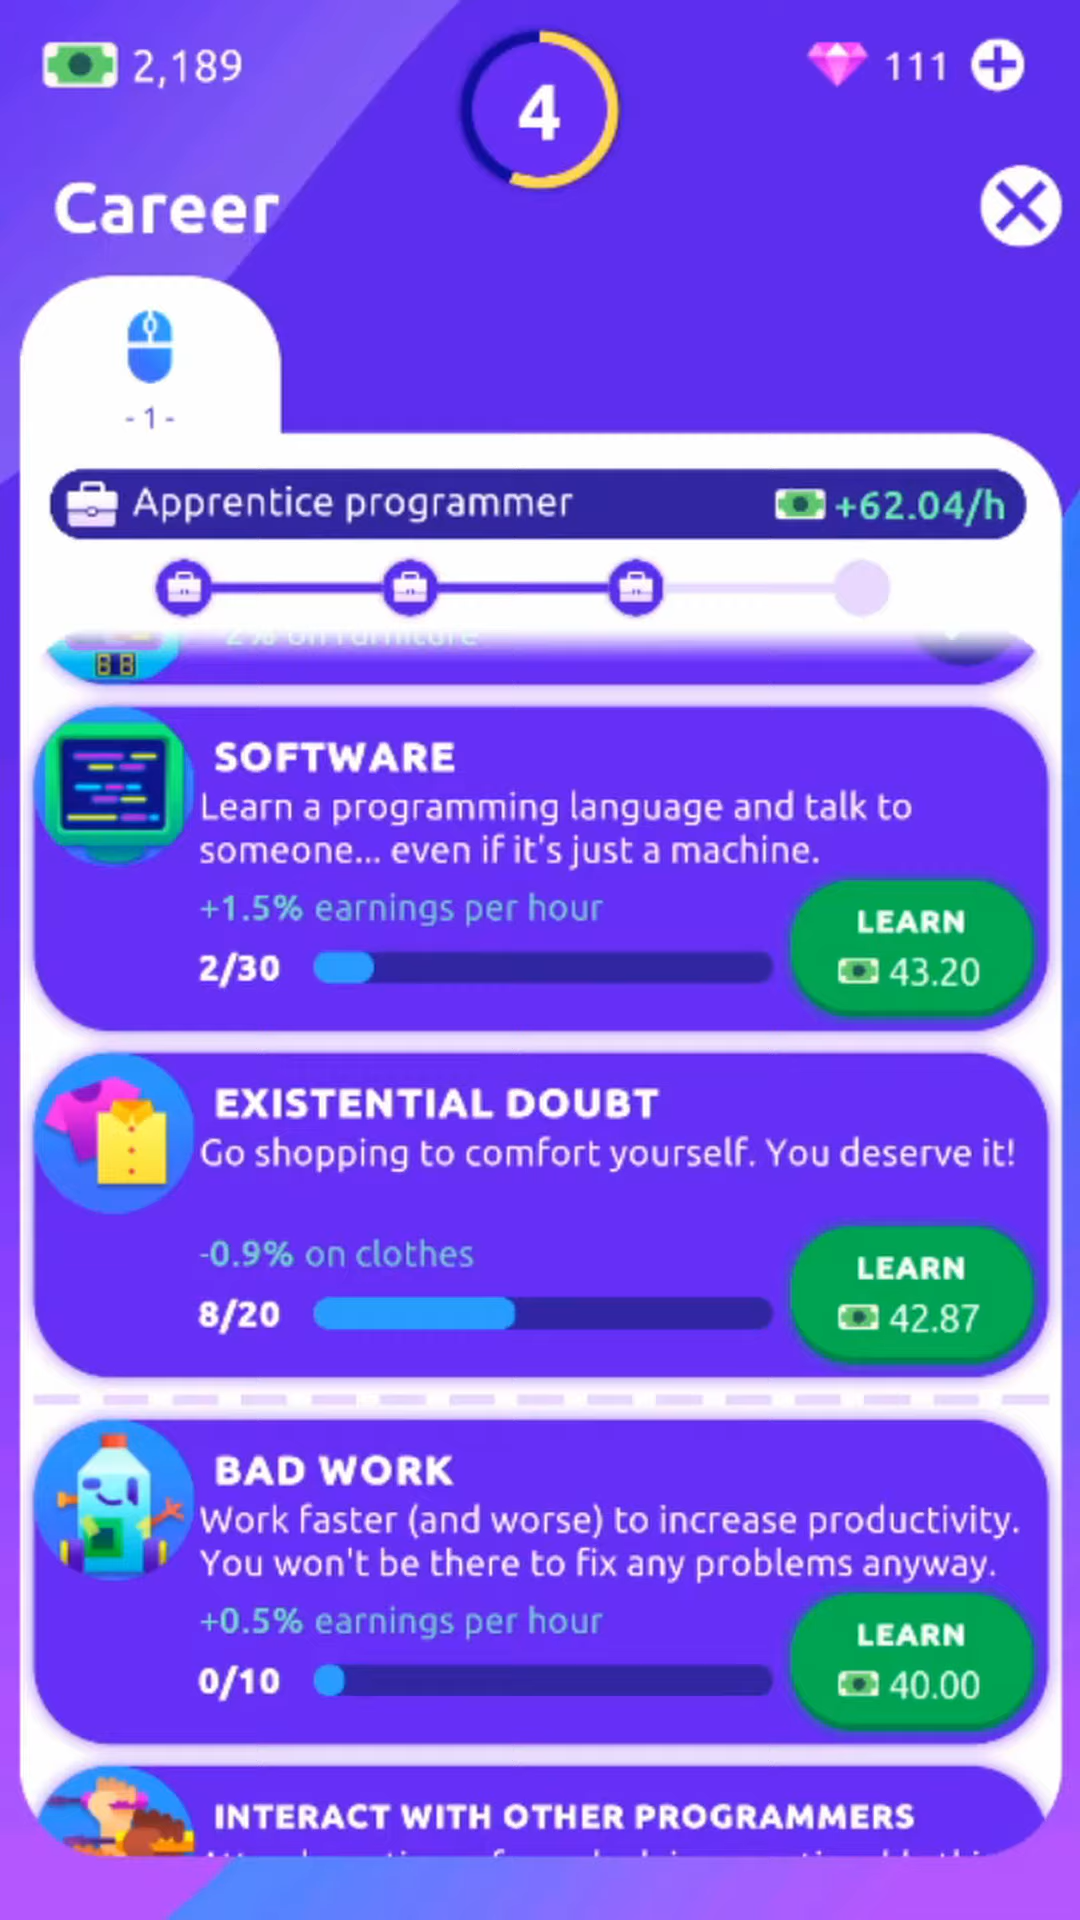 2,189
4
111
Career
- 1 -
Apprentice programmer
+62.04/h
2% on furniture
88
SOFTWARE
Learn a programming language and talk to
someone... even if it's just a machine.
+1.5% earnings per hour
2/30
LEARN
43.20
EXISTENTIAL DOUBT
Go shopping to comfort yourself. You deserve it!
-0.9% on clothes
8/20
LEARN
42.87
BAD WORK
Work faster (and worse) to increase productivity.
You won't be there to fix any problems anyway.
+0.5% earnings per hour
0/10
LEARN
40.00
INTERACT WITH OTHER PROGRAMMERS